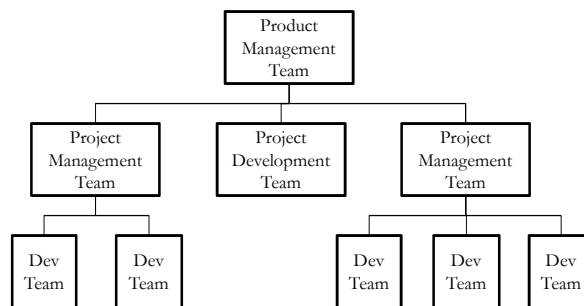 Product
Management
Team
Project
Management
Team
Project
Development
Team
Project
Management
Team
Dev
Team
Dev
Team
Dev
Team
Dev
Team
Dev
Team